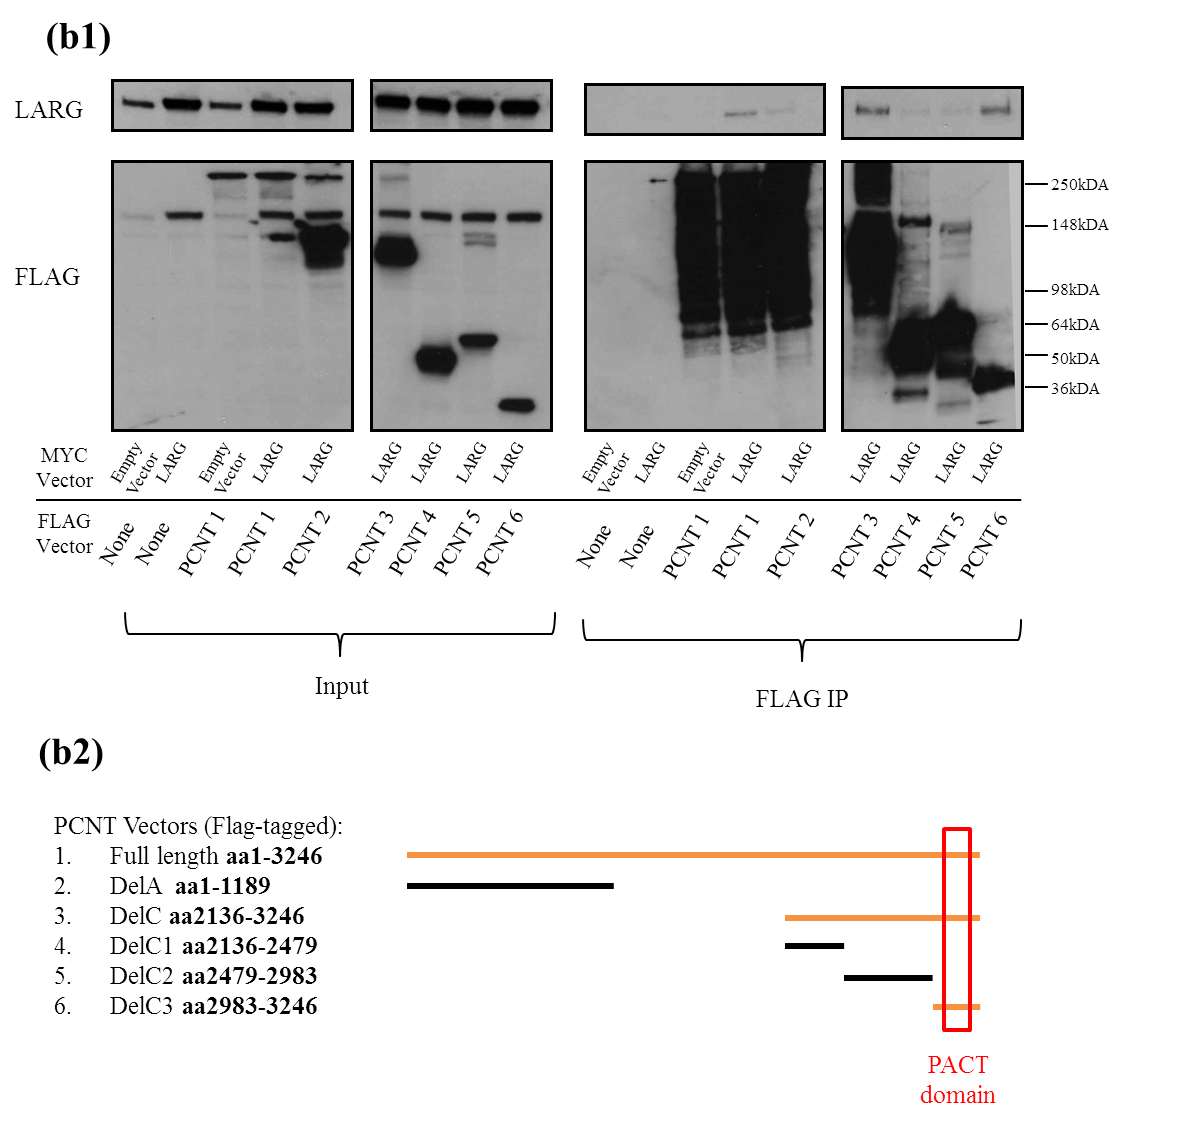 (b1)
LARG
FLAG
250kDA
148kDA
98kDA
64kDA
50kDA
36kDA
MYC
Vector
Empty
Vector
LARG
Empty
Vector
LARG
LARG
LARG
LARG
LARG
LARG
Empty
Vector
LARG
Empty
Vector
LARG
LARG
LARG
LARG
LARG
LARG
FLAG
Vector
None
None
PCNT 1
PCNT 1
PCNT 2
PCNT 3
PCNT 4
PCNT 5
PCNT 6
None
None
PCNT 1
PCNT 1
PCNT 2
PCNT 3
PCNT 4
PCNT 5
PCNT 6
Input
FLAG IP
(b2)
PCNT Vectors (Flag-tagged):
1. Full length aa1-3246
2. DelA aa1-1189
3. DelC aa2136-3246
4. DelC1 aa2136-2479
5. DelC2 aa2479-2983
6. DelC3 aa2983-3246
PACT
domain